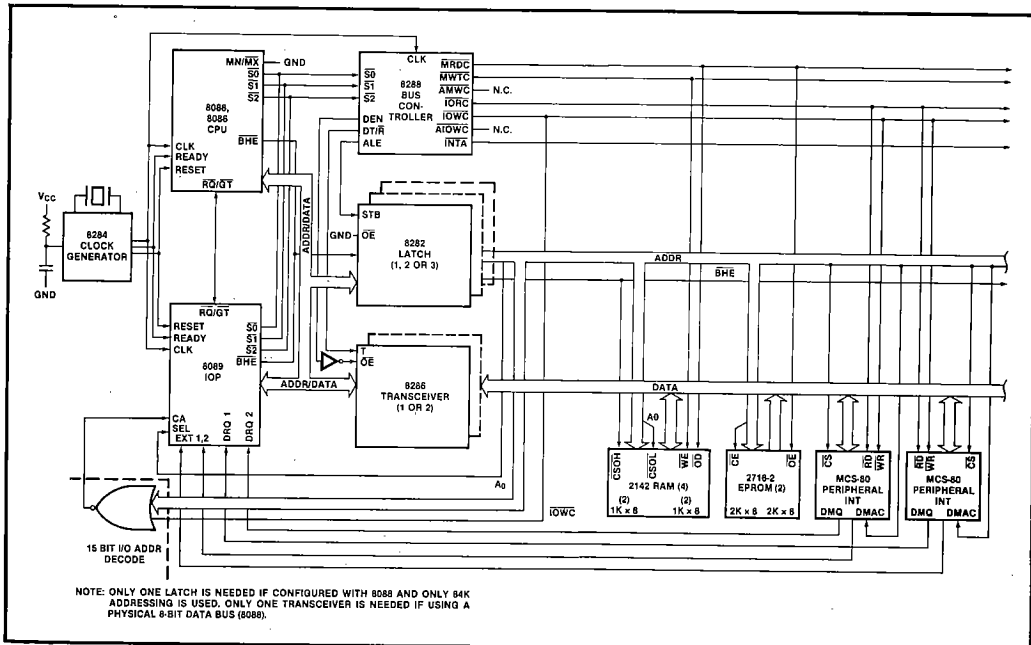 MN/MX
GND
S0
S1
S2
8088,
8086
CPU
BHE
CLK
READY
RESET
RQ/GT
CLK
S0
S1
S2
8288
BUS
CON-
TROLLER
DEN
DT/R
ALE
MRDC
MWTC
AMWC
N.C.
IORC
IOWC
AIOWC
N.C.
INTA
VCC
8284
CLOCK
GENERATOR
GND
ADDR/DATA
STB
GND
OE
8282
LATCH
(1, 2 OR 3)
ADDR
BHE
RQ/GT
RESET
READY
CLK
S0
S1
S2
BHE
8089
IOP
CA
SEL
EXT 1,2
DRQ 1
DRQ 2
ADDR/DATA
T
OE
8286
TRANSCEIVER
(1 OR 2)
DATA
A0
A0
IOWC
CSOH
CSOL
WE
OD
2142 RAM (4)
(2)
(2)
1K × 8
1K × 8
CE
OE
2716-2
EPROM (2)
2K × 8
2K × 8
CS
RD
WR
MCS-80
PERIPHERAL
INT
DMQ
DMAC
RD
WR
CS
MCS-80
PERIPHERAL
INT
DMQ
DMAC
15 BIT I/O ADDR
DECODE
NOTE: ONLY ONE LATCH IS NEEDED IF CONFIGURED WITH 8088 AND ONLY 64K
ADDRESSING IS USED. ONLY ONE TRANSCEIVER IS NEEDED IF USING A
PHYSICAL 8-BIT DATA BUS (8088).